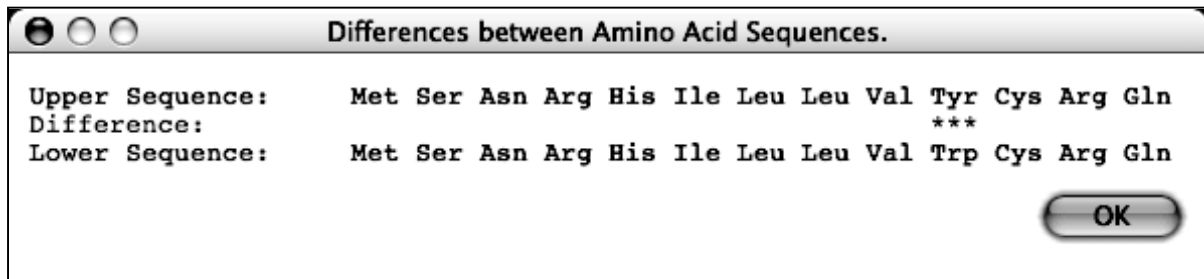 Differences between Amino Acid Sequences.
Upper Sequence: Met Ser Asn Arg His Ile Leu Leu Val Tyr Cys Arg Gln
Difference: ***
Lower Sequence: Met Ser Asn Arg His Ile Leu Leu Val Trp Cys Arg Gln
OK